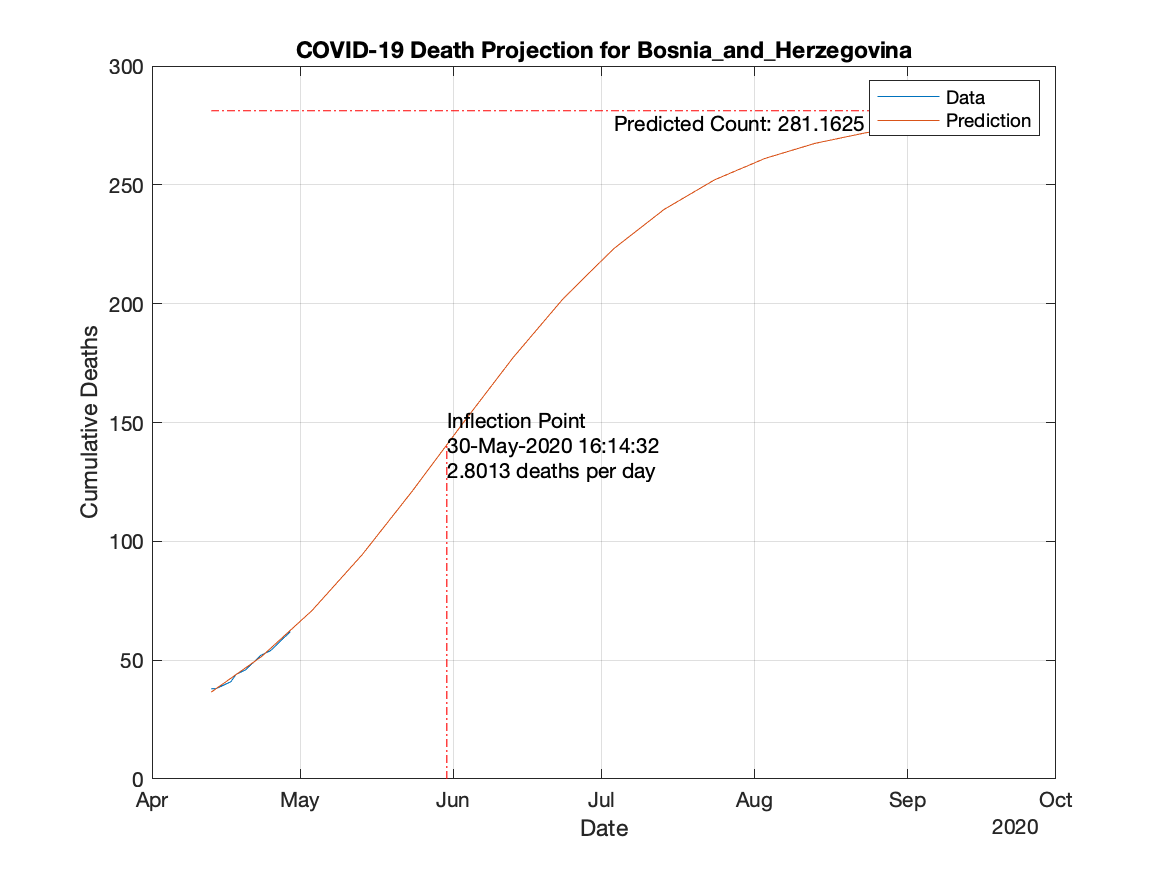 COVID-19 Death Projection for Bosnia_and_Herzegovina
300
250
200
150
100
50
0
Cumulative Deaths
Data
Prediction
Predicted Count: 281.1625
Inflection Point
30-May-2020 16:14:32
2.8013 deaths per day
Apr May Jun Jul Aug Sep Oct
Date
2020